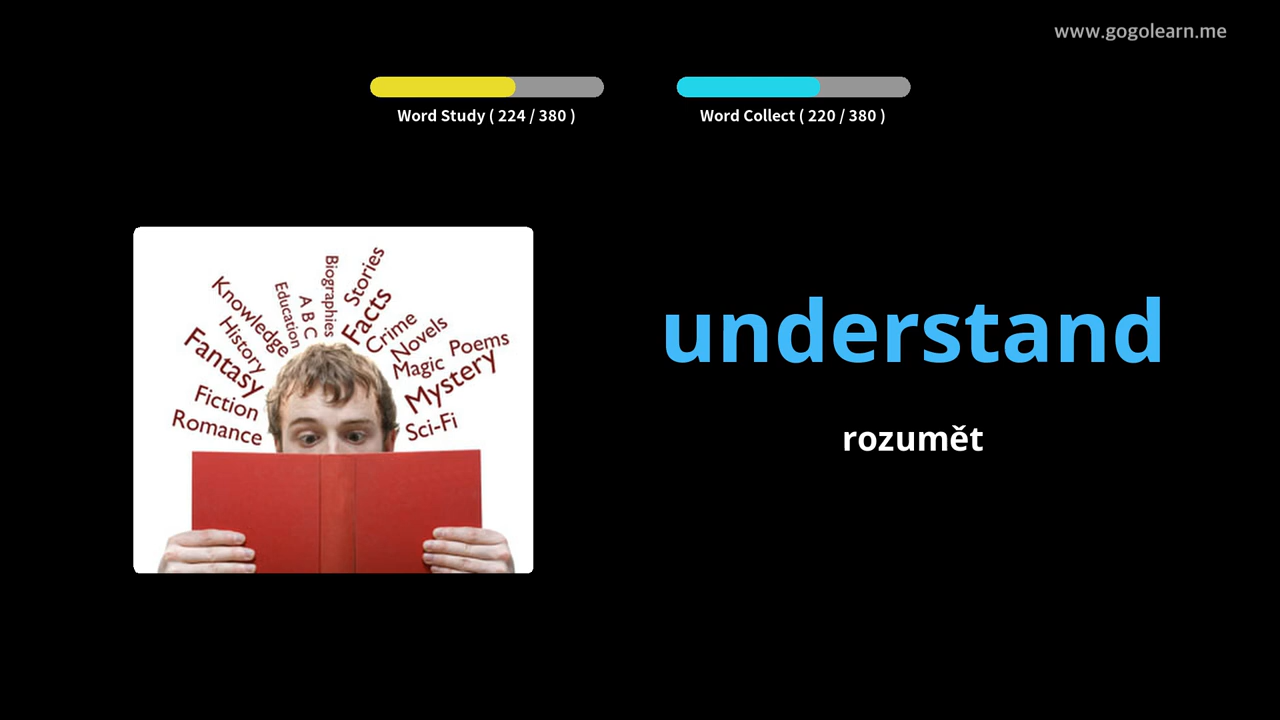 www.gogolearn.me
Word Study ( 224 / 380 )
Word Collect ( 220 / 380 )
Biographies
Stories
Education
A B C
Facts
Knowledge
Crime
History
Novels
Fantasy
Magic
Poems
Mystery
Fiction
Romance
Sci-Fi
understand
rozumět